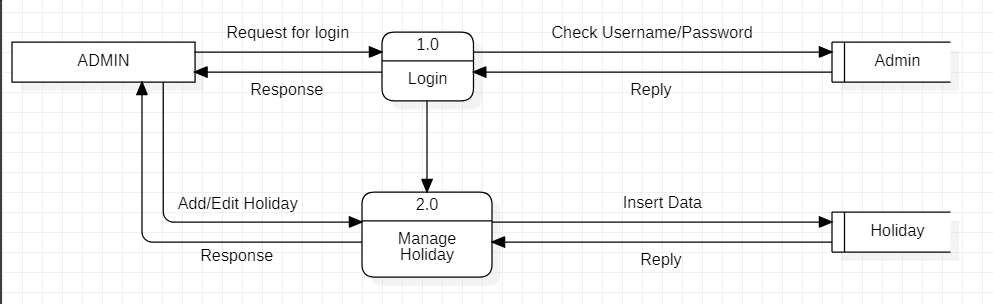 Request for login
1.0
Check Username/Password
ADMIN
Login
Admin
Response
Reply
Add/Edit Holiday
2.0
Insert Data
Manage
Holiday
Holiday
Response
Reply